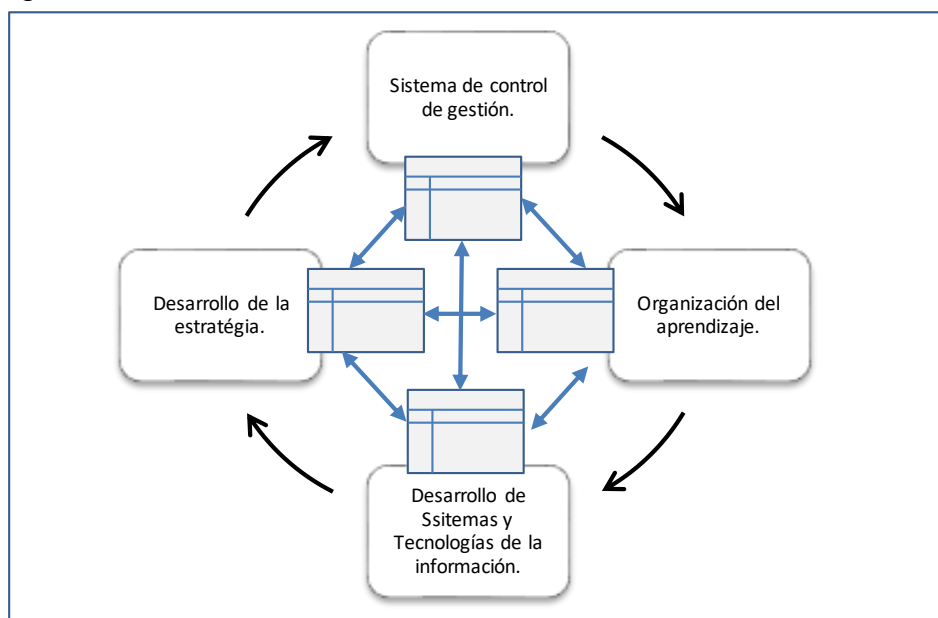 Sistema de control
de gestión.
Desarrollo de la
estratégia.
Organización del
aprendizaje.
Desarrollo de
Ssitemas y
Tecnologías de la
información.